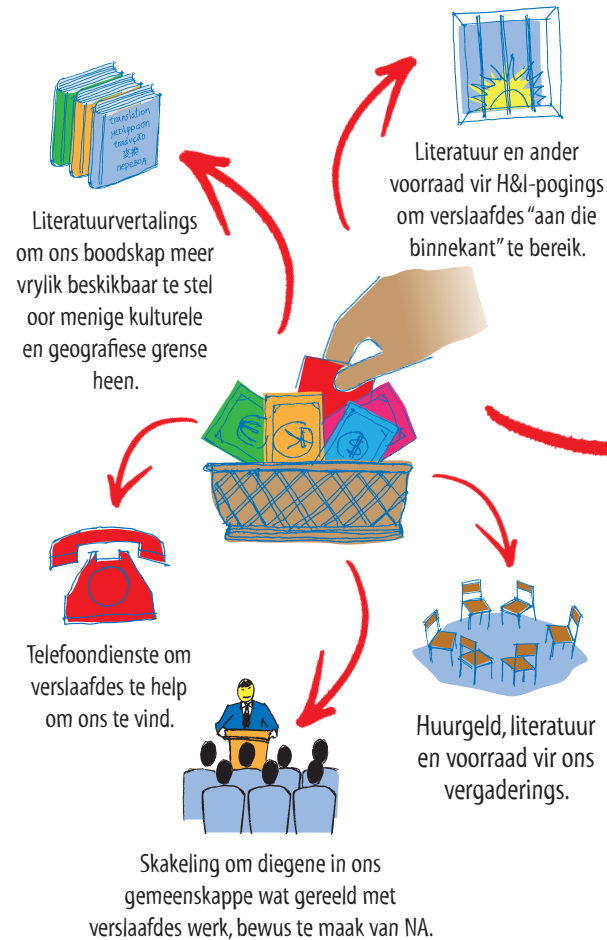 translation
tradução
перевод
Literatuurvertalings
om ons boodskap meer
vrylik beskikbaar te stel
oor menige kulturele
en geografiese grense
heen.
Literatuur en ander
voorraad vir H&I-pogings
om verslaafdes “aan die
binnekant” te bereik.
€
$
Telefoondienste om
verslaafdes te help
om ons te vind.
Huurgeld, literatuur
en voorraad vir ons
vergaderings.
Skakeling om diegene in ons
gemeenskappe wat gereeld met
verslaafdes werk, bewus te maak van NA.